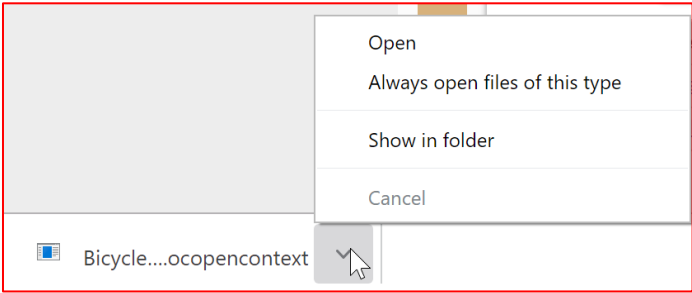 Open
Always open files of this type
Show in folder
Cancel
Bicycle....ocopencontext